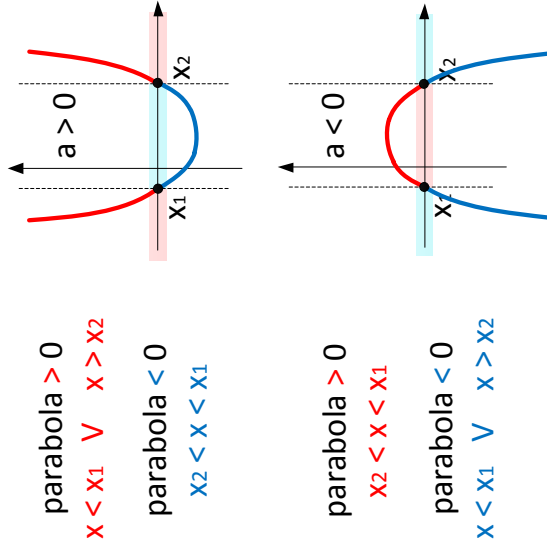 parabola > 0
x < x₁ ∨ x > x₂
parabola < 0
x₂ < x < x₁
a > 0
x₁
x₂
parabola > 0
x₂ < x < x₁
parabola < 0
x < x₁ ∨ x > x₂
a < 0
x₁
x₂